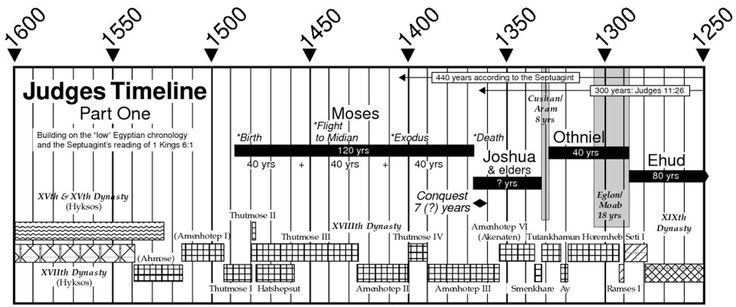 1600 1550 1500 1450 1400 1350 1300 1250
Judges Timeline
Part One
Building on the "low" Egyptian chronology
and the Septuagint's reading of 1 Kings 6:1
440 years according to the Septuagint
300 years: Judges 11:26
Moses
*Birth
*Flight
to Midian
*Exodus
*Death
120 yrs
40 yrs + 40 yrs + 40 yrs
Cushan/
Aram
8 yrs
Othniel
40 yrs
Joshua
& elders
? yrs
Ehud
80 yrs
Conquest
7 (?) years
Eglon/
Moab
18 yrs
XVth & XVth Dynasty
(Hyksos)
XVIIth Dynasty
(Hyksos)
(Ahmose)
(Amenhotep I)
Thutmose I
Thutmose II
Hatshepsut
Thutmose III
XVIIIth Dynasty
Amenhotep II
Thutmose IV
Amenhotep III
Amenhotep VI
(Akenaten)
Smenkhare
Tutankhamun
Ay
Horemheb
Ramses I
Seti I
XIXth
Dynasty